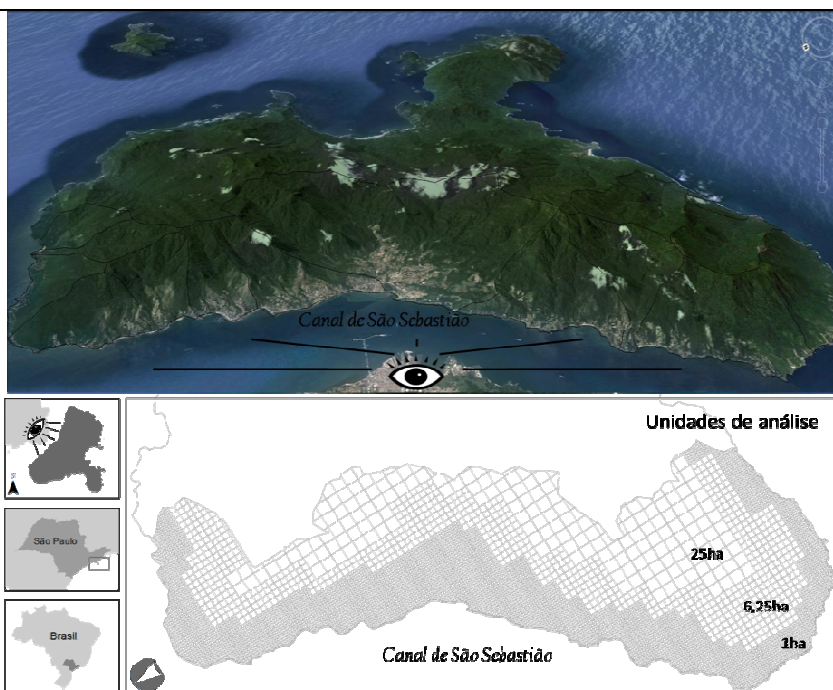 Canal de São Sebastião
Unidades de análise
São Paulo
25ha
6,25ha
1ha
Brasil
Canal de São Sebastião